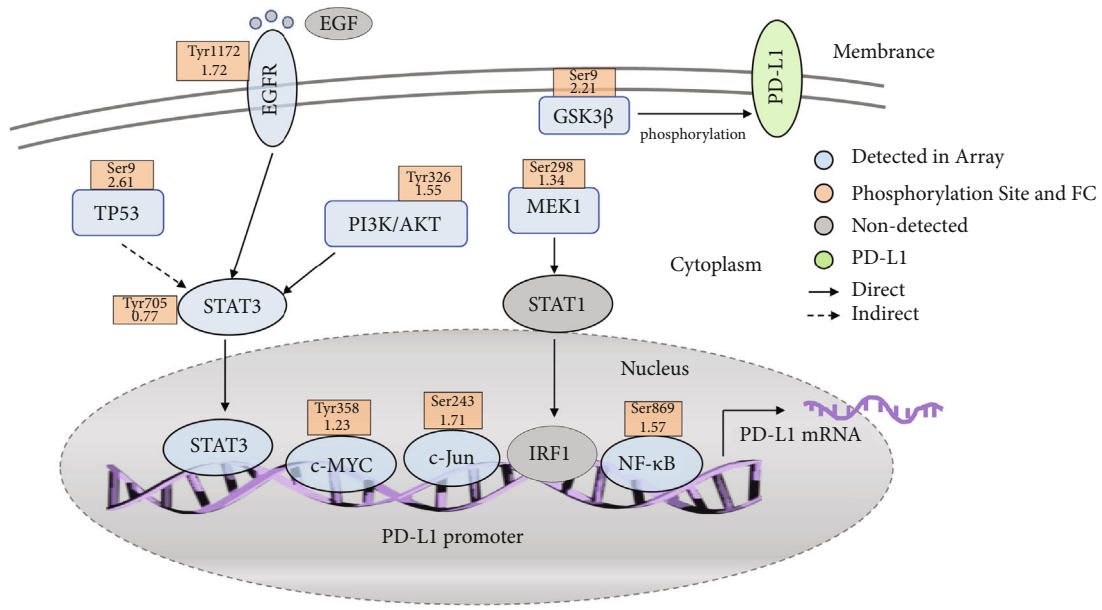 EGF
Tyr1172
1.72
EGFR
Ser9
2.21
GSK3β
phosphorylation
PD-L1
Membrance
Ser9
2.61
TP53
Tyr326
1.55
PI3K/AKT
Ser298
1.34
MEK1
Detected in Array
Phosphorylation Site and FC
Non-detected
PD-L1
Direct
Indirect
Cytoplasm
Tyr705
0.77
STAT3
STAT1
Nucleus
STAT3
Tyr358
1.23
c-MYC
Ser243
1.71
c-Jun
IRF1
Ser869
1.57
NF-κB
PD-L1 mRNA
PD-L1 promoter